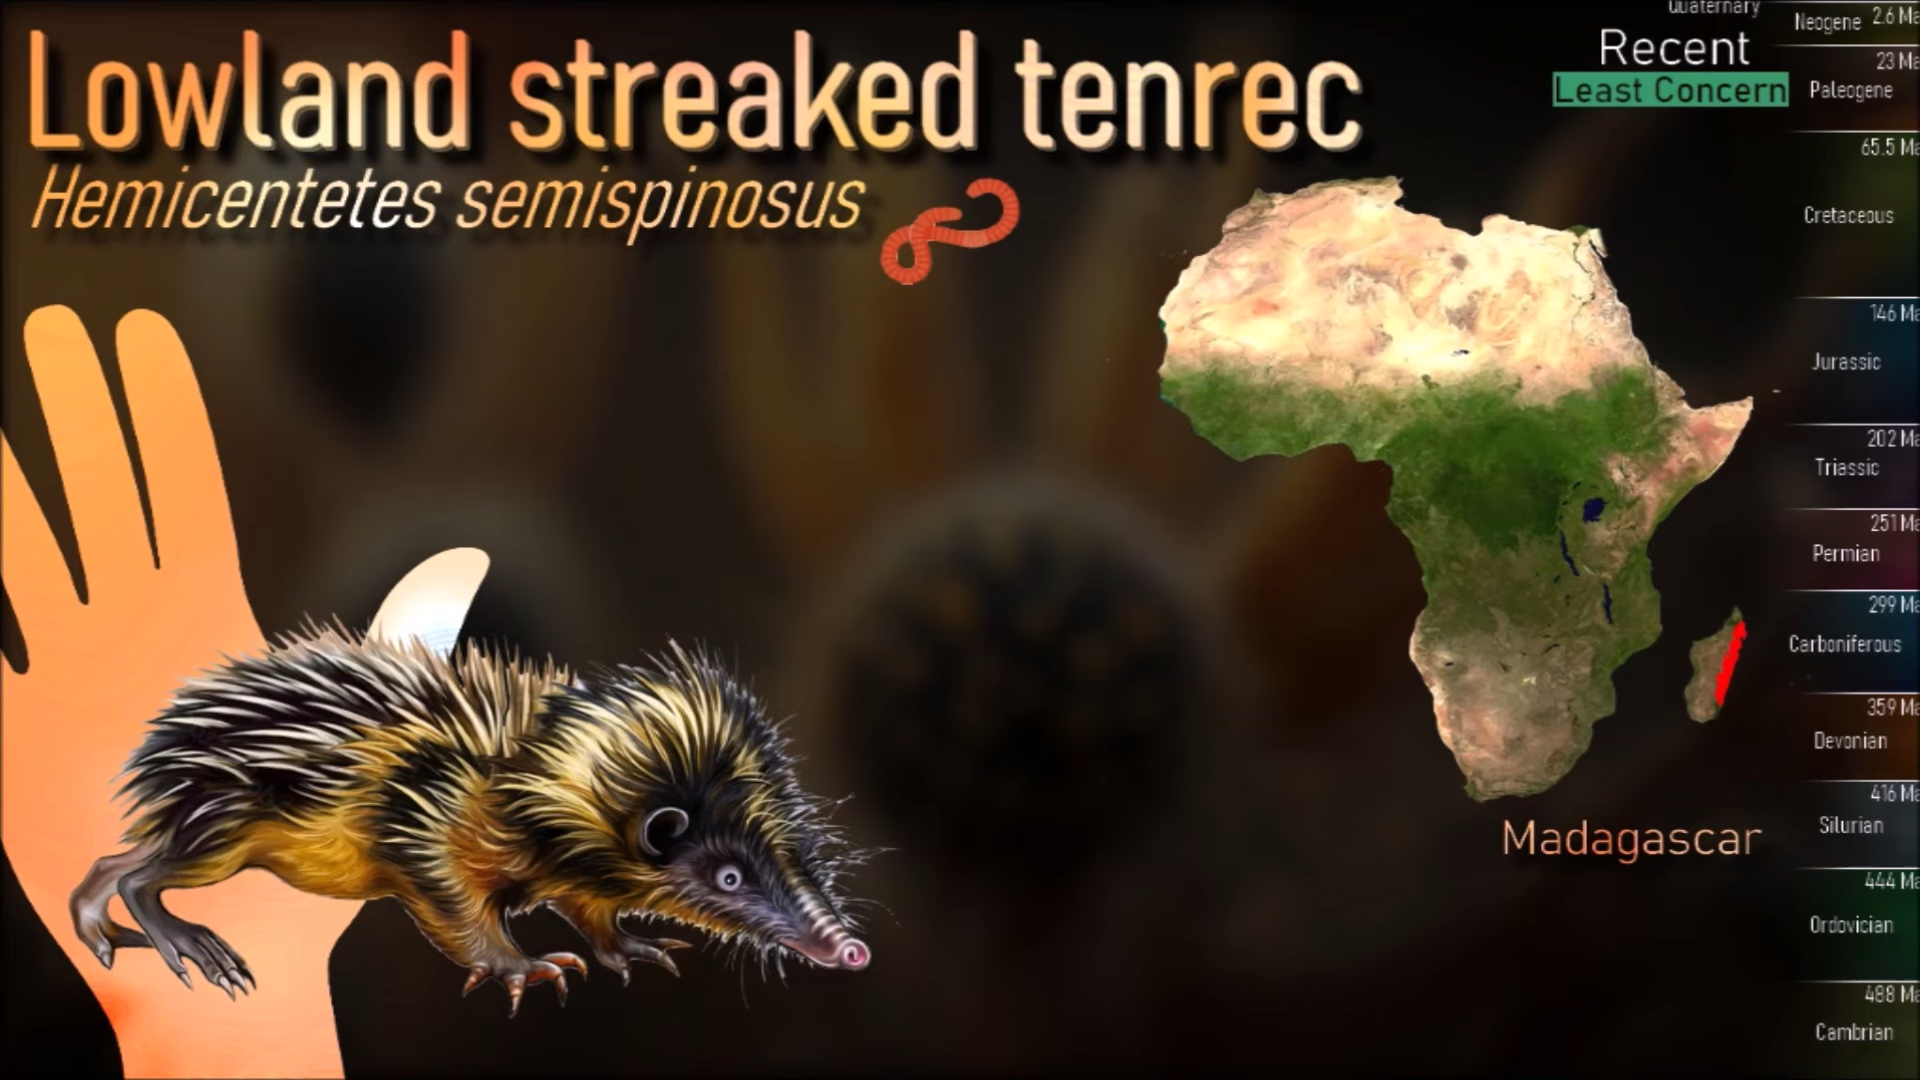 Lowland streaked tenrec
Hemicentetes semispinosus
Recent
Least Concern
Madagascar
Quaternary
2.6 Ma
Neogene
23 Ma
Paleogene
65.5 Ma
Cretaceous
146 Ma
Jurassic
202 Ma
Triassic
251 Ma
Permian
299 Ma
Carboniferous
359 Ma
Devonian
416 Ma
Silurian
444 Ma
Ordovician
488 Ma
Cambrian